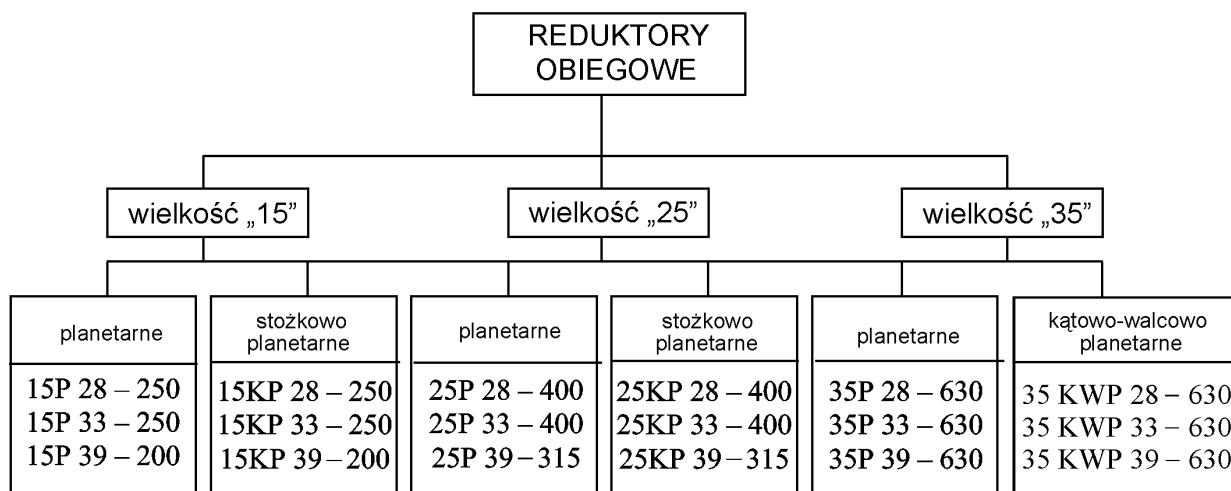 REDUKTORY
OBIEGOWE
wielkość „15”
wielkość „25”
wielkość „35”
planetarne
15P 28 – 250
15P 33 – 250
15P 39 – 200
stożkowo
planetarne
15KP 28 – 250
15KP 33 – 250
15KP 39 – 200
planetarne
25P 28 – 400
25P 33 – 400
25P 39 – 315
stożkowo
planetarne
25KP 28 – 400
25KP 33 – 400
25KP 39 – 315
planetarne
35P 28 – 630
35P 33 – 630
35P 39 – 630
kątowo-walcowo
planetarne
35 KWP 28 – 630
35 KWP 33 – 630
35 KWP 39 – 630